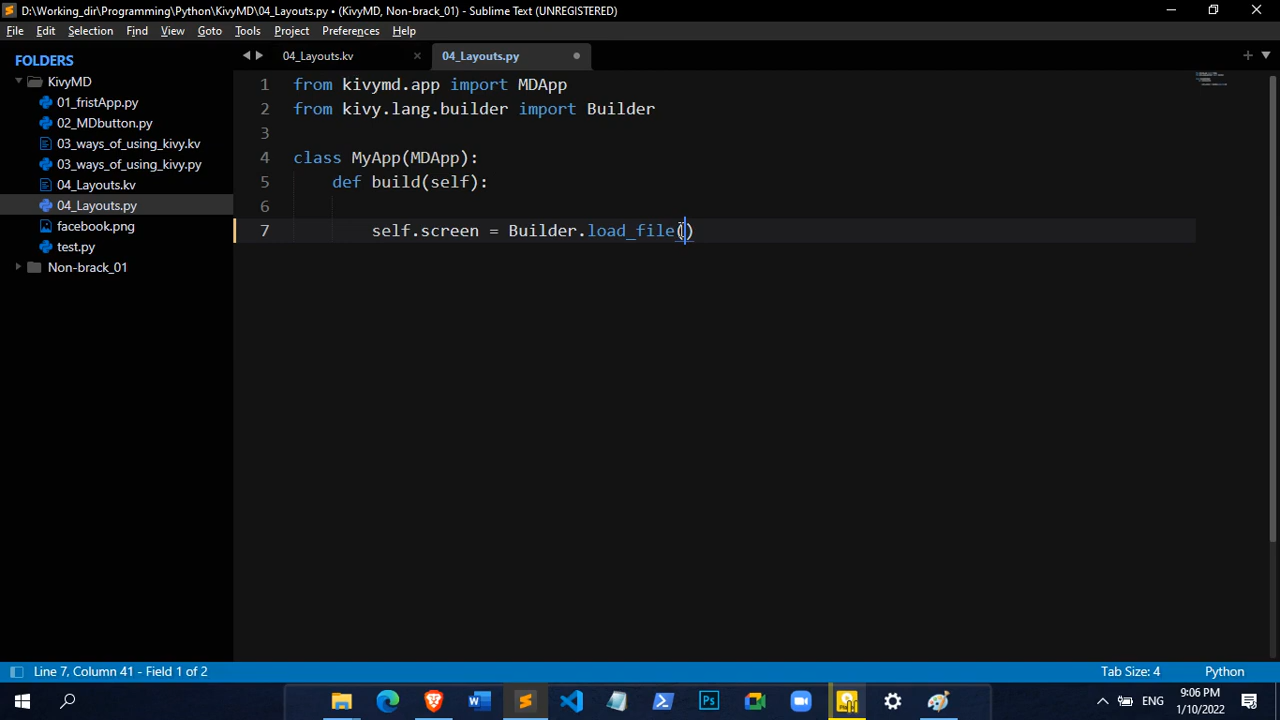 D:\Working_dir\Programming\Python\KivyMD\04_Layouts.py • (KivyMD, Non-brack_01) - Sublime Text (UNREGISTERED)
File Edit Selection Find View Goto Tools Project Preferences Help
FOLDERS
KivyMD
01_fristApp.py
02_MDbutton.py
03_ways_of_using_kivy.kv
03_ways_of_using_kivy.py
04_Layouts.kv
04_Layouts.py
facebook.png
test.py
Non-brack_01
04_Layouts.kv × 04_Layouts.py
1 from kivymd.app import MDApp
2 from kivy.lang.builder import Builder
3
4 class MyApp(MDApp):
5 def build(self):
6
7 self.screen = Builder.load_file()
Line 7, Column 41 - Field 1 of 2 Tab Size: 4 Python
ENG 9:06 PM
1/10/2022